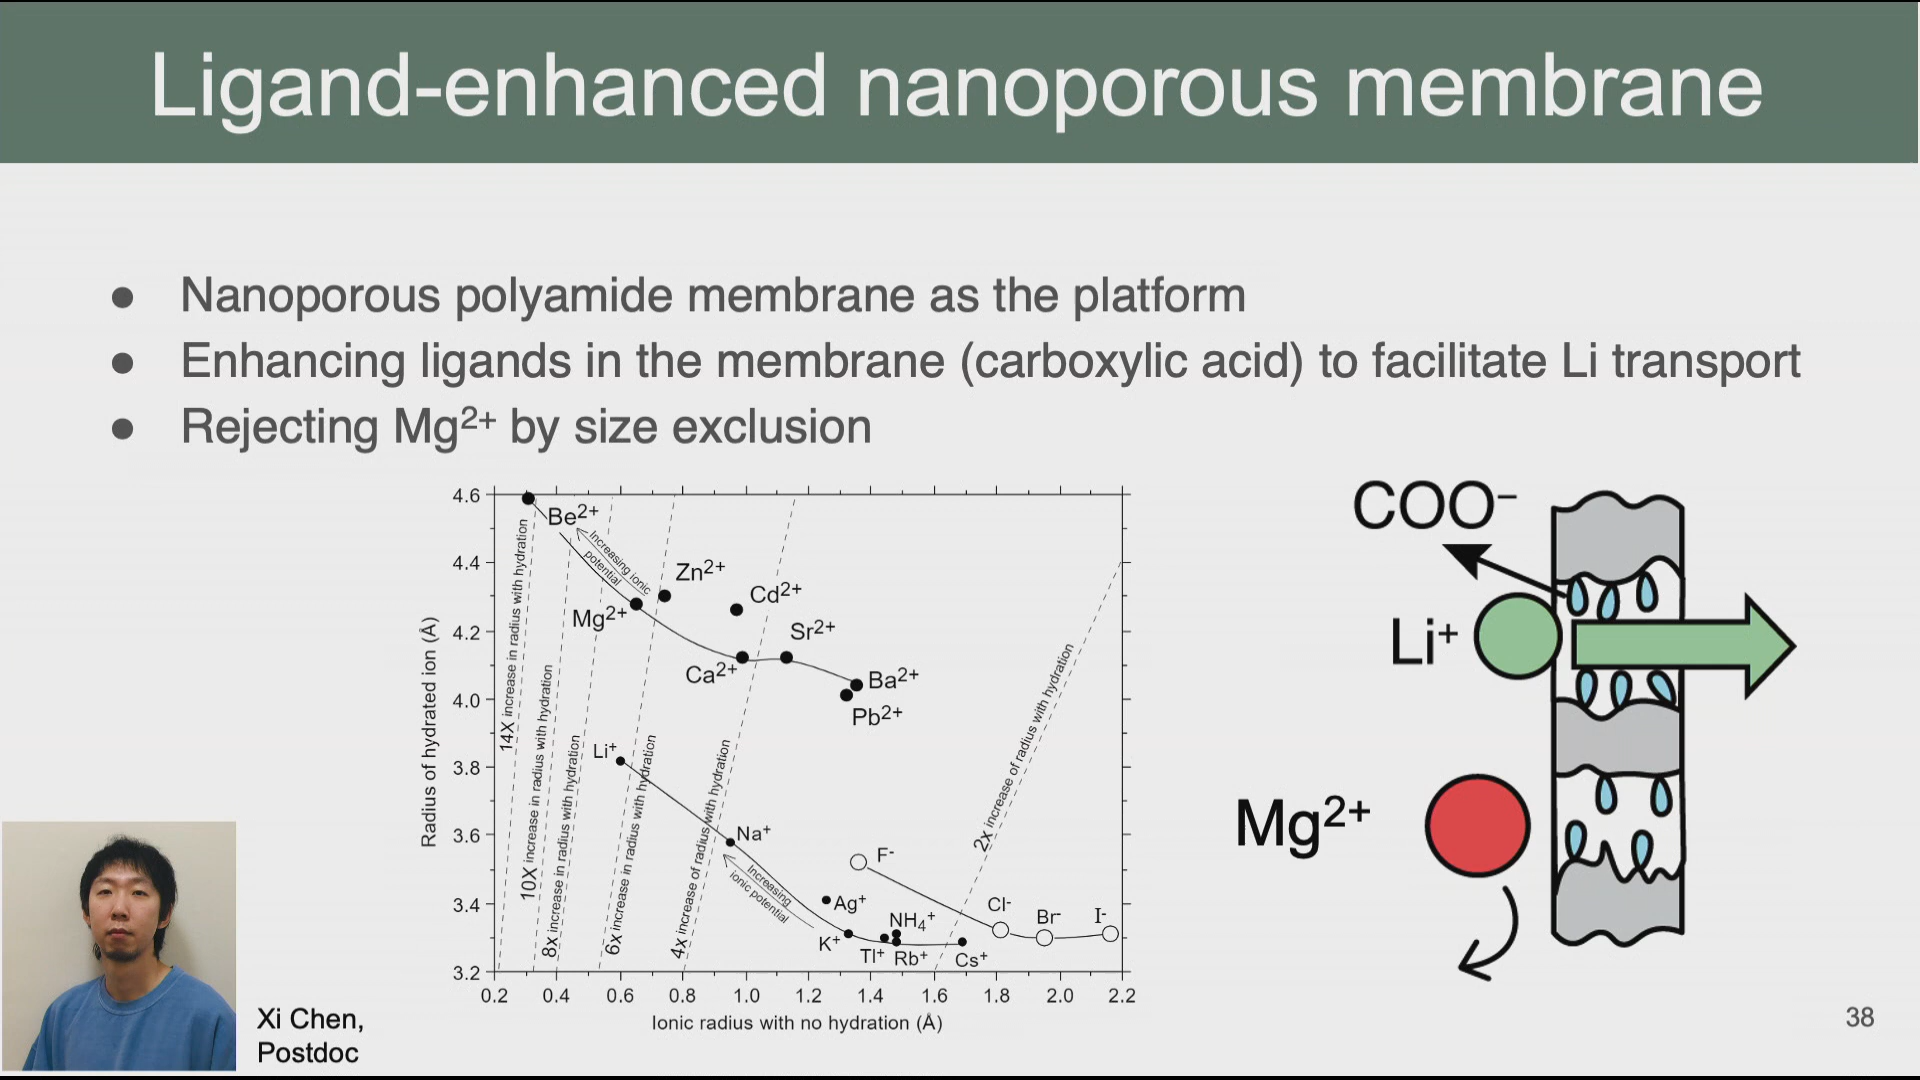 Ligand-enhanced nanoporous membrane
● Nanoporous polyamide membrane as the platform
● Enhancing ligands in the membrane (carboxylic acid) to facilitate Li transport
● Rejecting Mg2+ by size exclusion
Radius of hydrated ion (Å)
4.6
4.4
4.2
4.0
3.8
3.6
3.4
3.2
0.2 0.4 0.6 0.8 1.0 1.2 1.4 1.6 1.8 2.0 2.2
Ionic radius with no hydration (Å)
14X increase in radius with hydration
10X increase in radius with hydration
8x increase in radius with hydration
6x increase in radius with hydration
4x increase of radius with hydration
2x increase of radius with hydration
Increasing ionic
potential
Be2+
Zn2+
Mg2+
Cd2+
Sr2+
Ca2+
Ba2+
Pb2+
Li+
Na+
Increasing
ionic potential
F-
Ag+
NH4+
K+
Tl+ Rb+
Cs+
Cl-
Br-
I-
COO−
Li+
Mg2+
Xi Chen,
Postdoc
38